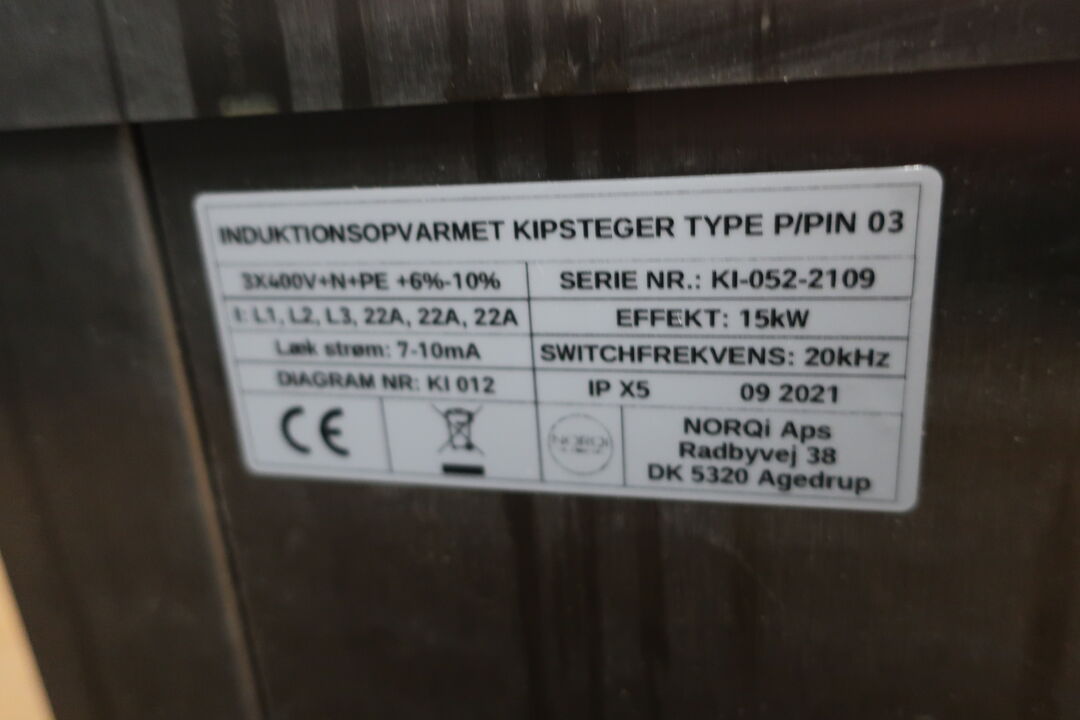 INDUKTIONSOPVARMET KIPSTEGER TYPE P/PIN 03
3X400V+N+PE +6%-10%
SERIE NR.: KI-052-2109
I: L1, L2, L3, 22A, 22A, 22A
EFFEKT: 15kW
Læk strøm: 7-10mA
SWITCHFREKVENS: 20kHz
DIAGRAM NR: KI 012
IP X5 09 2021
CE
NORQi
NORQi Aps
Radbyvej 38
DK 5320 Agedrup